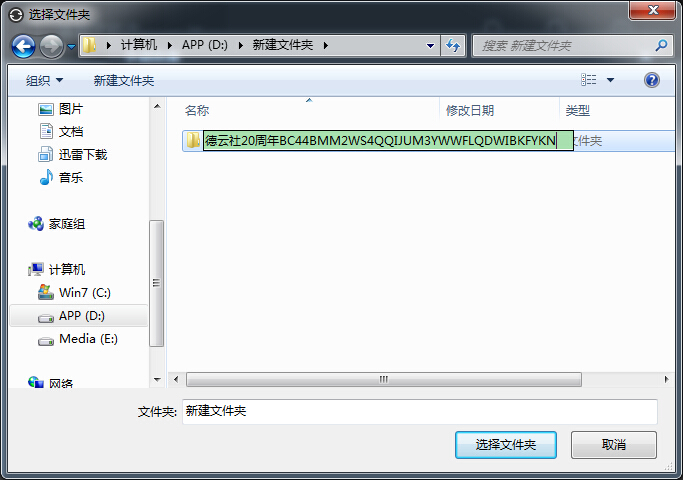 选择文件夹
计算机 APP (D:) 新建文件夹
搜索 新建文件夹
组织 新建文件夹
名称 修改日期 类型
图片
文档
迅雷下载
音乐
家庭组
计算机
Win7 (C:)
APP (D:)
Media (E:)
网络
德云社20周年BC44BMM2WS4QQIJUM3YWWFLQDWIBKFYKN 文件夹
文件夹: 新建文件夹
选择文件夹 取消